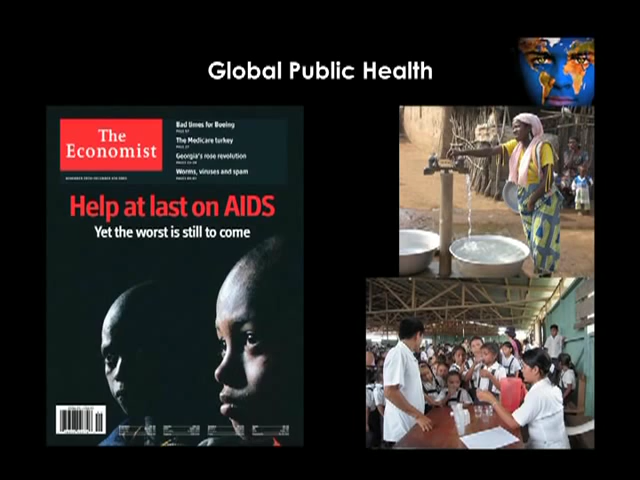 Global Public Health
The
Economist
Bad times for Boeing
The Medicare turkey
Georgia's rose revolution
Worms, viruses and spam
Help at last on AIDS
Yet the worst is still to come